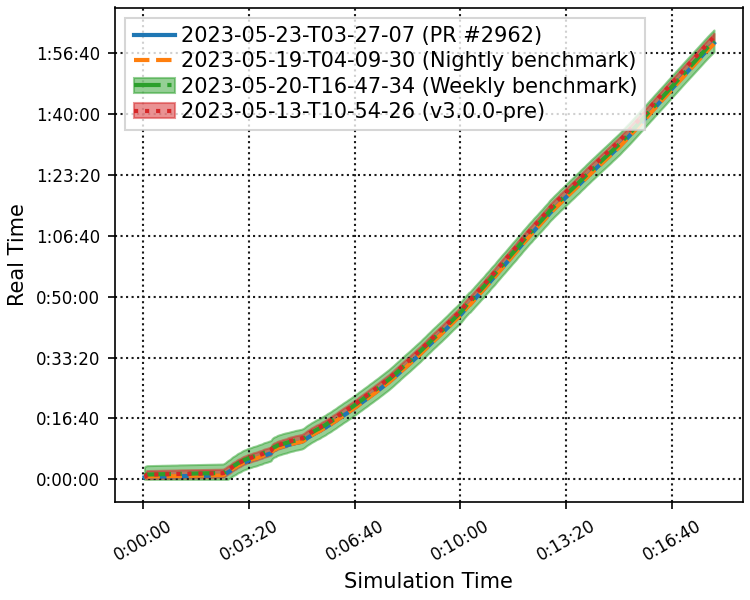 2023-05-23-T03-27-07 (PR #2962)
2023-05-19-T04-09-30 (Nightly benchmark)
2023-05-20-T16-47-34 (Weekly benchmark)
2023-05-13-T10-54-26 (v3.0.0-pre)
Real Time
1:56:40
1:40:00
1:23:20
1:06:40
0:50:00
0:33:20
0:16:40
0:00:00
0:00:00 0:03:20 0:06:40 0:10:00 0:13:20 0:16:40
Simulation Time